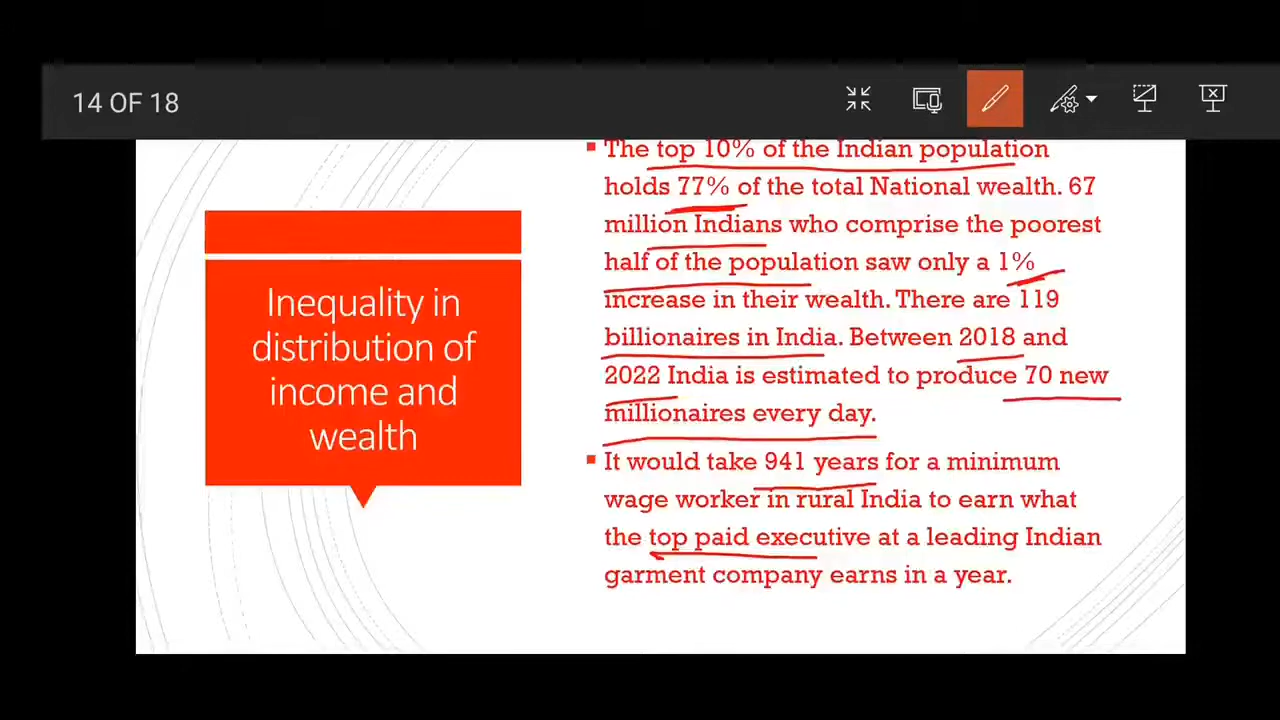 14 OF 18
Inequality in
distribution of
income and
wealth
The top 10% of the Indian population
holds 77% of the total National wealth. 67
million Indians who comprise the poorest
half of the population saw only a 1%
increase in their wealth. There are 119
billionaires in India. Between 2018 and
2022 India is estimated to produce 70 new
millionaires every day.
It would take 941 years for a minimum
wage worker in rural India to earn what
the top paid executive at a leading Indian
garment company earns in a year.